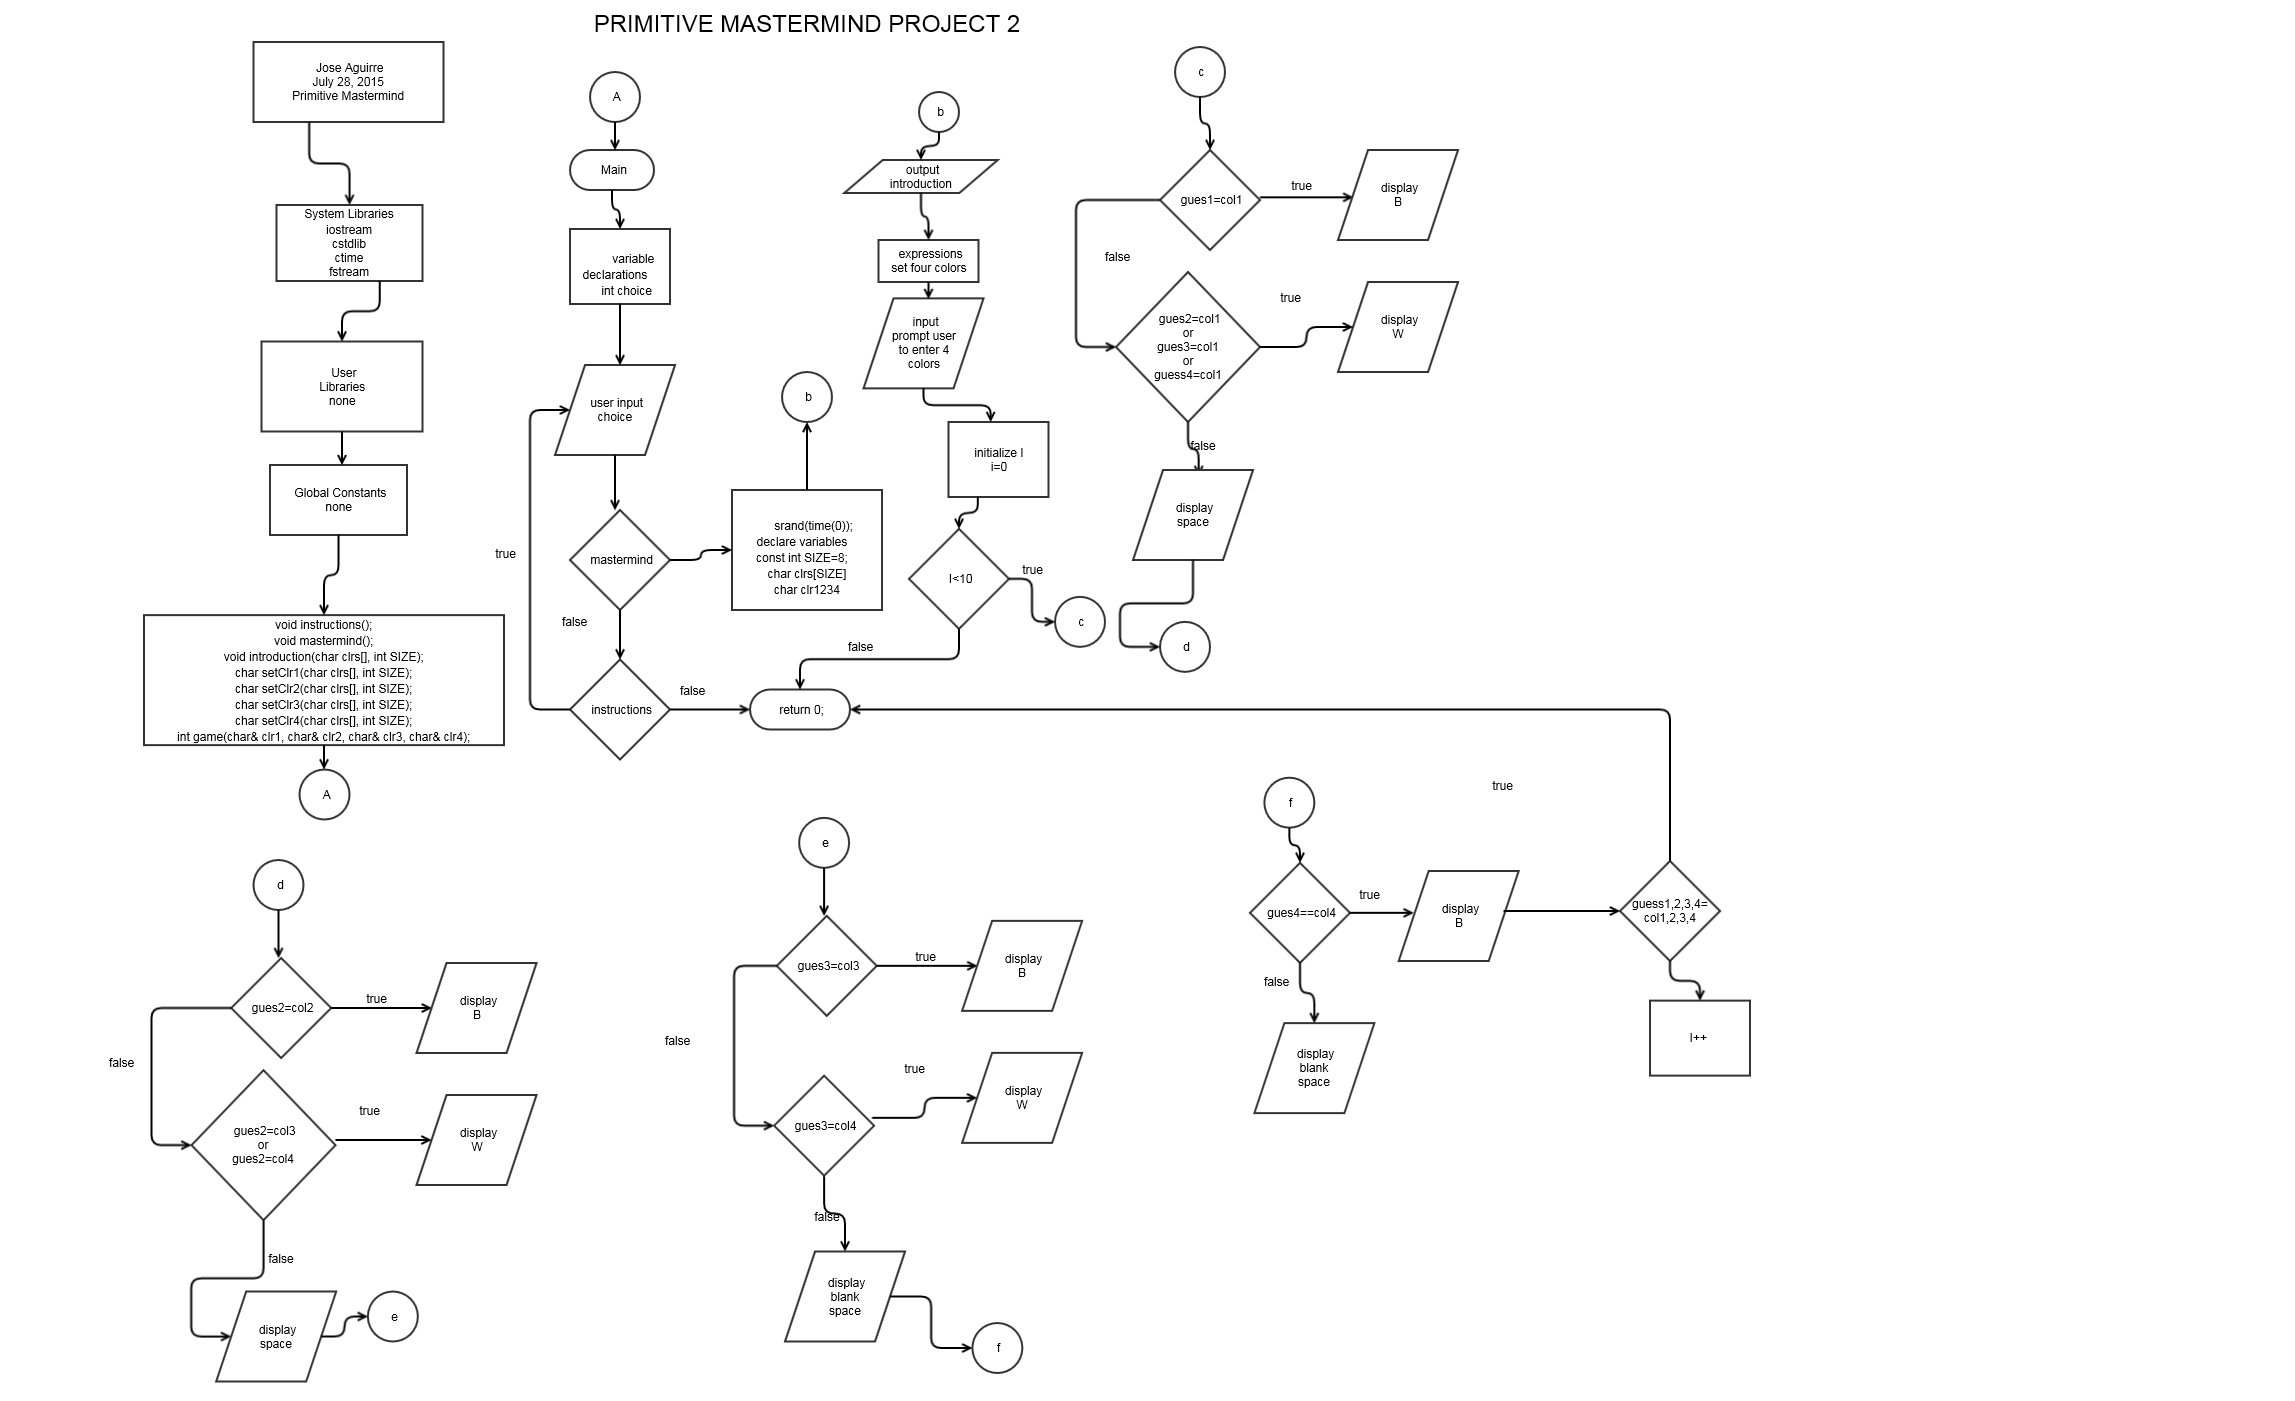 PRIMITIVE MASTERMIND PROJECT 2
Jose Aguirre
July 28, 2015
Primitive Mastermind
System Libraries
iostream
cstdlib
ctime
fstream
User
Libraries
none
Global Constants
none
void instructions();
void mastermind();
void introduction(char clrs[], int SIZE);
char setClr1(char clrs[], int SIZE);
char setClr2(char clrs[], int SIZE);
char setClr3(char clrs[], int SIZE);
char setClr4(char clrs[], int SIZE);
int game(char& clr1, char& clr2, char& clr3, char& clr4);
A
A
Main
variable
declarations
int choice
user input
choice
true
mastermind
false
instructions
false
return 0;
srand(time(0));
declare variables
const int SIZE=8;
char clrs[SIZE]
char clr1234
b
b
output
introduction
expressions
set four colors
input
prompt user
to enter 4
colors
initialize I
i=0
I<10
true
c
false
c
gues1=col1
true
display
B
false
gues2=col1
or
gues3=col1
or
guess4=col1
true
display
W
false
display
space
d
d
gues2=col2
true
display
B
false
gues2=col3
or
gues2=col4
true
display
W
false
display
space
e
e
gues3=col3
true
display
B
false
gues3=col4
true
display
W
false
display
blank
space
f
f
gues4==col4
true
display
B
false
display
blank
space
true
guess1,2,3,4=
col1,2,3,4
I++